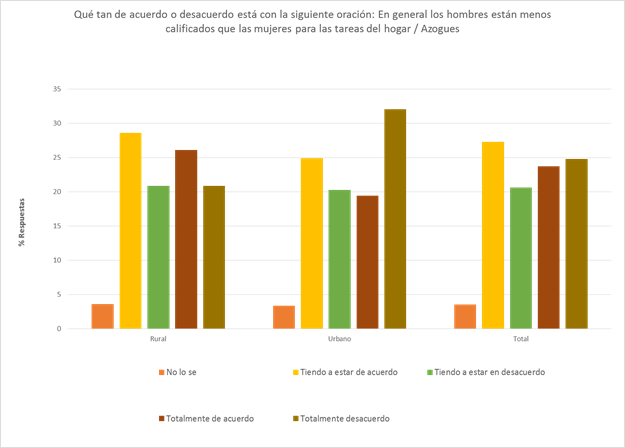 Qué tan de acuerdo o desacuerdo está con la siguiente oración: En general los hombres están menos
calificados que las mujeres para las tareas del hogar / Azogues
35
30
25
20
15
10
5
0
% Respuestas
Rural Urbano Total
No lo se Tiendo a estar de acuerdo Tiendo a estar en desacuerdo
Totalmente de acuerdo Totalmente desacuerdo